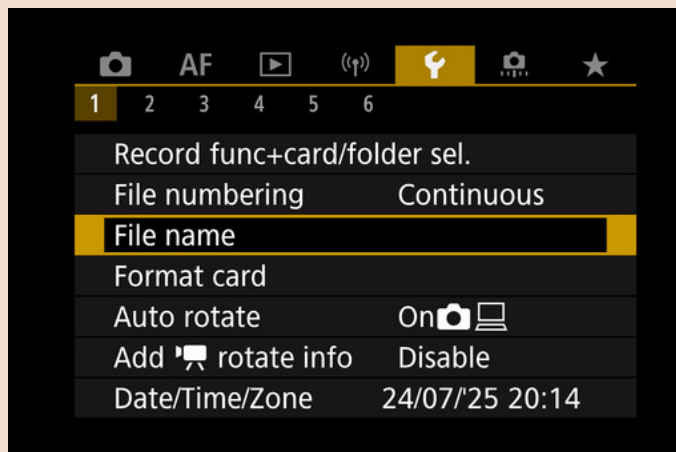 AF
1 2 3 4 5 6
Record func+card/folder sel.
File numbering Continuous
File name
Format card
Auto rotate On
Add rotate info Disable
Date/Time/Zone 24/07/'25 20:14